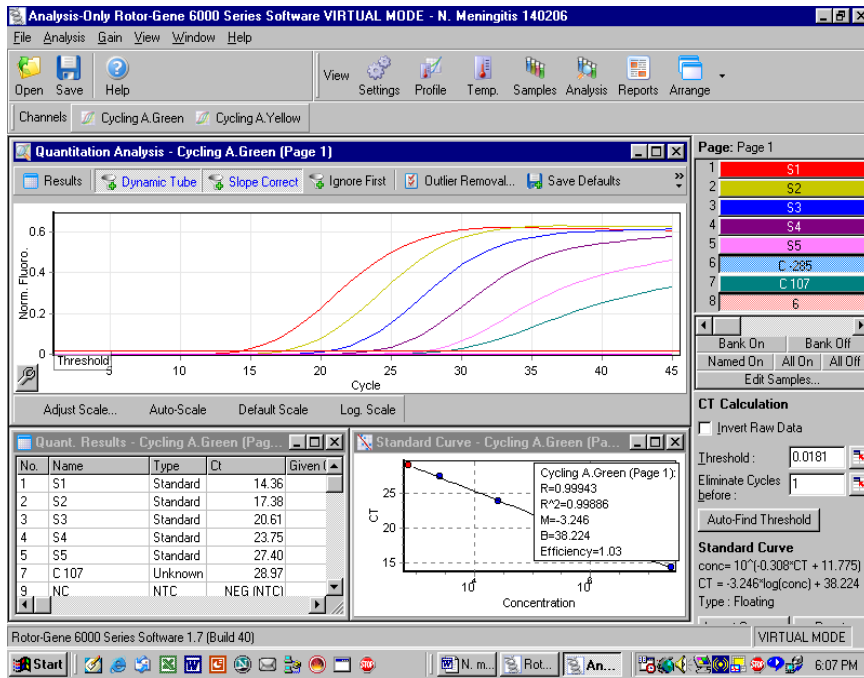 Analysis-Only Rotor-Gene 6000 Series Software VIRTUAL MODE - N. Meningitis 140206
File Analysis Gain View Window Help
Open Save Help View Settings Profile Temp. Samples Analysis Reports Arrange
Channels Cycling A.Green Cycling A.Yellow
Quantitation Analysis - Cycling A.Green (Page 1)
Results Dynamic Tube Slope Correct Ignore First Outlier Removal... Save Defaults
Norm. Fluoro.
0.6
0.4
0.2
0
Threshold
5 10 15 20 25 30 35 40 45
Cycle
Adjust Scale... Auto-Scale Default Scale Log. Scale
Quant. Results - Cycling A.Green (Pag...
No. Name Type Ct Given (
1 S1 Standard 14.36
2 S2 Standard 17.38
3 S3 Standard 20.61
4 S4 Standard 23.75
5 S5 Standard 27.40
7 C 107 Unknown 28.97
9 NC NTC NEG (NTC)
Standard Curve - Cycling A.Green (Pa...
CT
25
20
15
Cycling A.Green (Page 1):
R=0.99943
R^2=0.99886
M=-3.246
B=38.224
Efficiency=1.03
10^4 10^8
Concentration
Page: Page 1
1 S1
2 S2
3 S3
4 S4
5 S5
6 C -285
7 C 107
8 6
Bank On Bank Off
Named On All On All Off
Edit Samples...
CT Calculation
Invert Raw Data
Threshold : 0.0181
Eliminate Cycles before : 1
Auto-Find Threshold
Standard Curve
conc= 10^(-0.308*CT + 11.775)
CT = -3.246*log(conc) + 38.224
Type : Floating
Rotor-Gene 6000 Series Software 1.7 (Build 40) VIRTUAL MODE
Start N. m... Rot... An... 6:07 PM